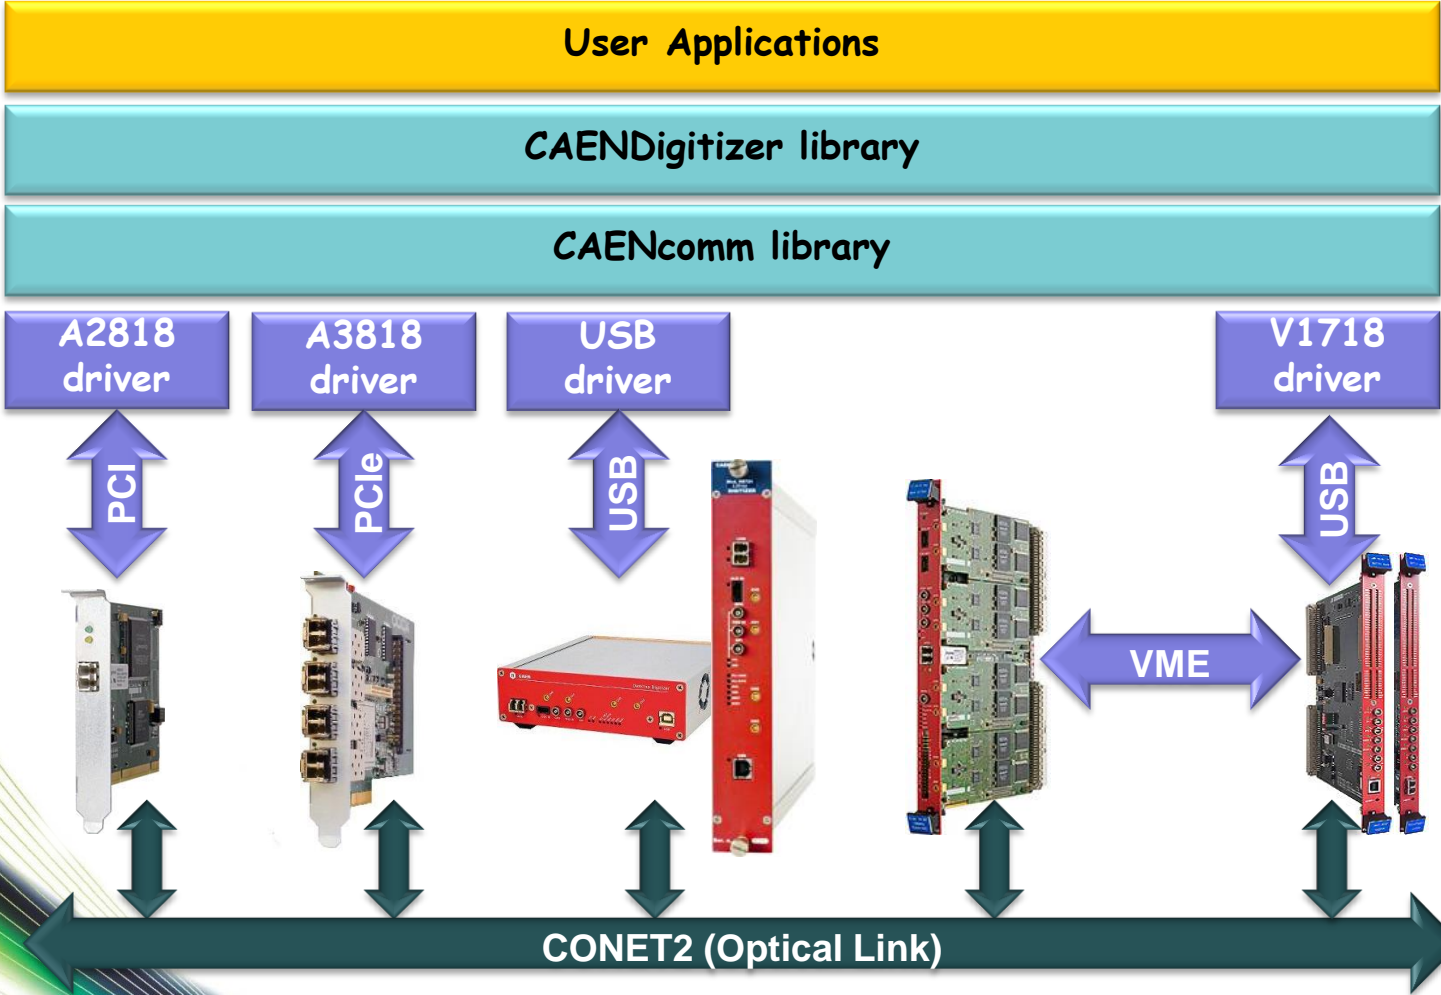 User Applications
CAENDigitizer library
CAENcomm library
A2818
driver
A3818
driver
USB
driver
V1718
driver
PCI
PCIe
USB
USB
VME
DIGITIZER
CONET2 (Optical Link)